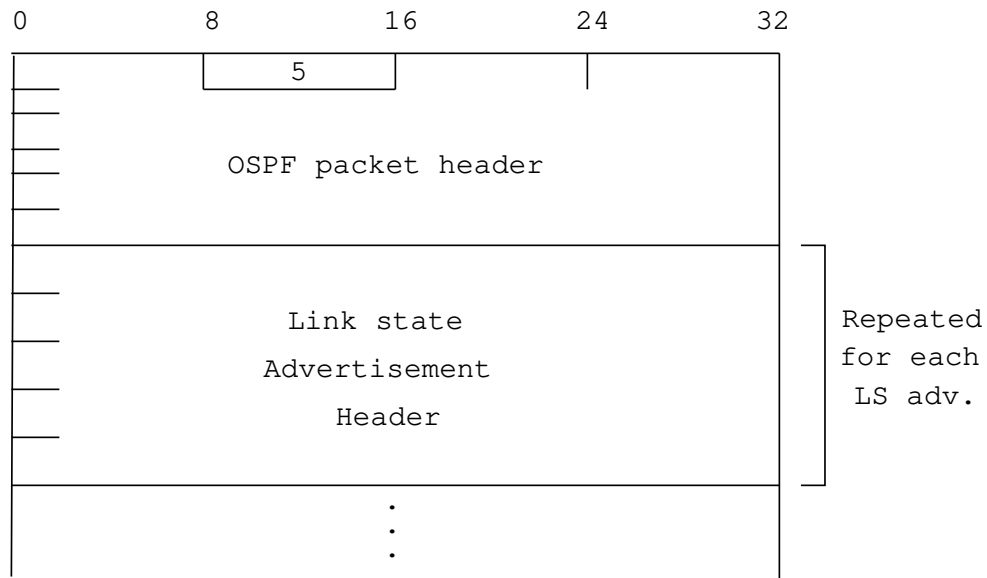 0 8 16 24 32
5
OSPF packet header
Link state
Advertisement
Header
Repeated
for each
LS adv.
.
.
.